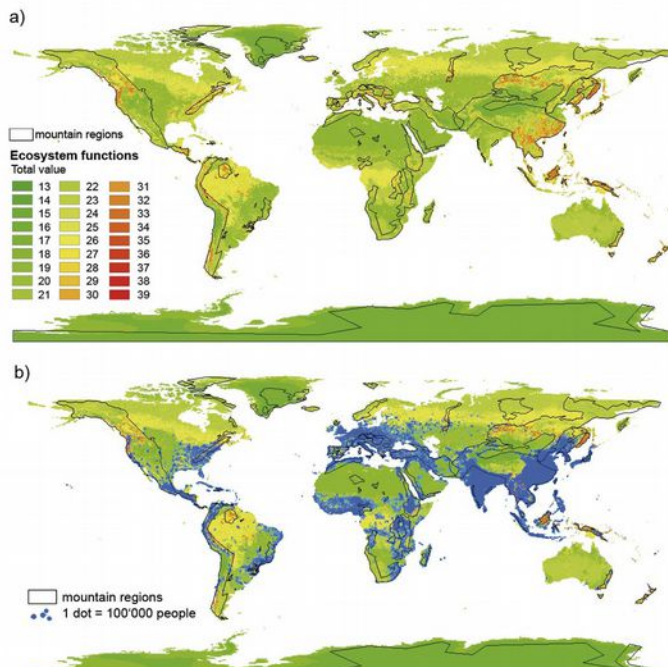 a)
mountain regions
Ecosystem functions
Total value
13 22 31
14 23 32
15 24 33
16 25 34
17 26 35
18 27 36
19 28 37
20 29 38
21 30 39
b)
mountain regions
1 dot = 100'000 people